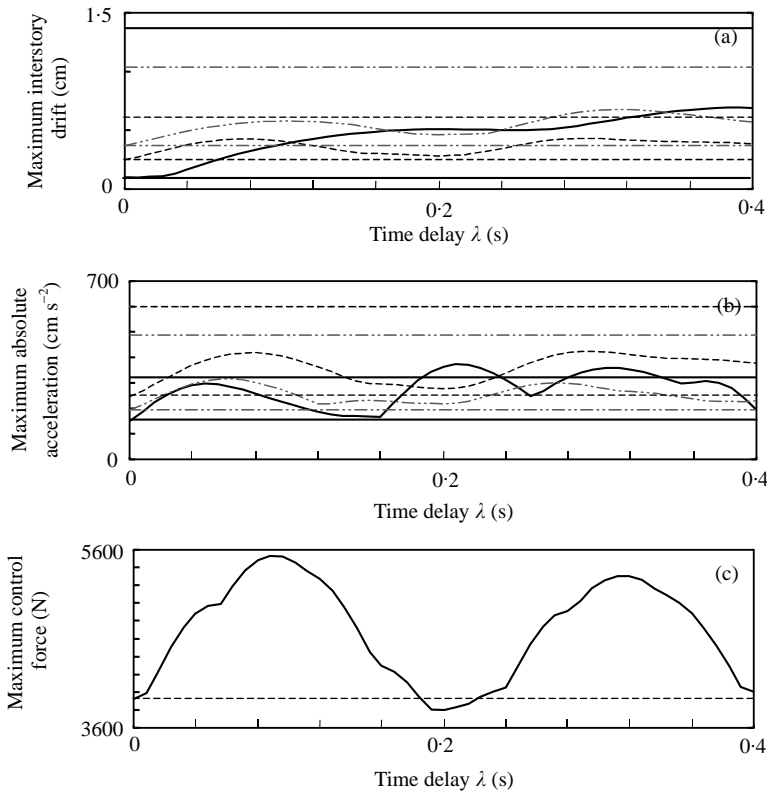 1·5
(a)
Maximum interstory
drift (cm)
0
0
0·2
0·4
Time delay λ (s)
700
(b)
Maximum absolute
acceleration (cm s⁻²)
0
0
0·2
0·4
Time delay λ (s)
5600
(c)
Maximum control
force (N)
3600
0
0·2
0·4
Time delay λ (s)